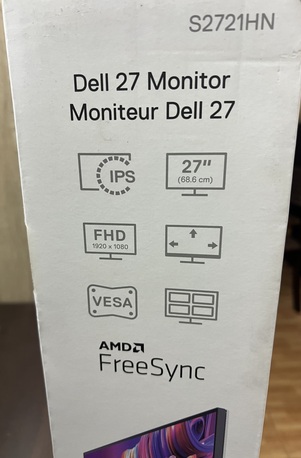 S2721HN
Dell 27 Monitor
Moniteur Dell 27
IPS
27"
(68.6 cm)
FHD
1920 x 1080
VESA
AMD
FreeSync